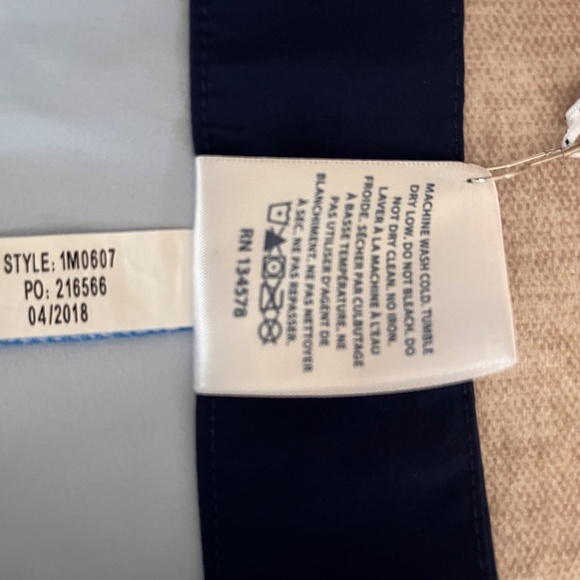 STYLE: 1M0607
PO: 216566
04/2018
MACHINE WASH COLD. TUMBLE
DRY LOW. DO NOT BLEACH. DO
NOT DRY CLEAN. NO IRON.
LAVER À LA MACHINE À L'EAU
FROIDE. SÉCHER PAR CULBUTAGE
À BASSE TEMPÉRATURE. NE
PAS UTILISER D'AGENT DE
BLANCHIMENT. NE PAS NETTOYER
À SEC. NE PAS REPASSER.
RN 134578